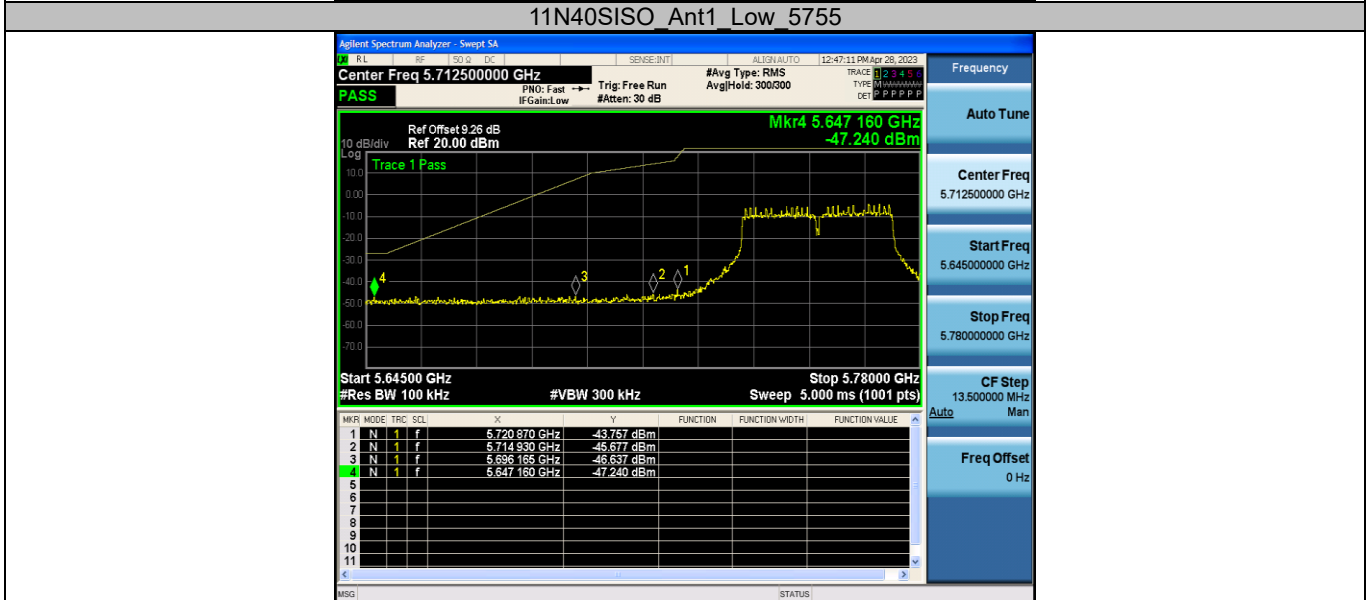 11N40SISO_Ant1_Low_5755
Agilent Spectrum Analyzer - Swept SA
RL RF 50 Ω DC SENSE:INT ALIGN AUTO 12:47:11 PM Apr 28, 2023
Center Freq 5.712500000 GHz
PASS
PNO: Fast
IFGain:Low
Trig: Free Run
#Atten: 30 dB
#Avg Type: RMS
Avg|Hold: 300/300
TRACE 1 2 3 4 5 6
TYPE M
DET P P P P P P
Frequency
Auto Tune
Center Freq
5.712500000 GHz
Start Freq
5.645000000 GHz
Stop Freq
5.780000000 GHz
CF Step
13.500000 MHz
Auto Man
Freq Offset
0 Hz
Mkr4 5.647 160 GHz
-47.240 dBm
Ref Offset 9.26 dB
10 dB/div Ref 20.00 dBm
Log
Trace 1 Pass
10.0
0.00
-10.0
-20.0
-30.0
-40.0
-50.0
-60.0
-70.0
4
3
2
1
Start 5.64500 GHz Stop 5.78000 GHz
#Res BW 100 kHz #VBW 300 kHz Sweep 5.000 ms (1001 pts)
MKR MODE TRC SCL X Y FUNCTION FUNCTION WIDTH FUNCTION VALUE
1 N 1 f 5.720 870 GHz -43.757 dBm
2 N 1 f 5.714 930 GHz -45.677 dBm
3 N 1 f 5.696 165 GHz -46.637 dBm
4 N 1 f 5.647 160 GHz -47.240 dBm
5
6
7
8
9
10
11
MSG STATUS